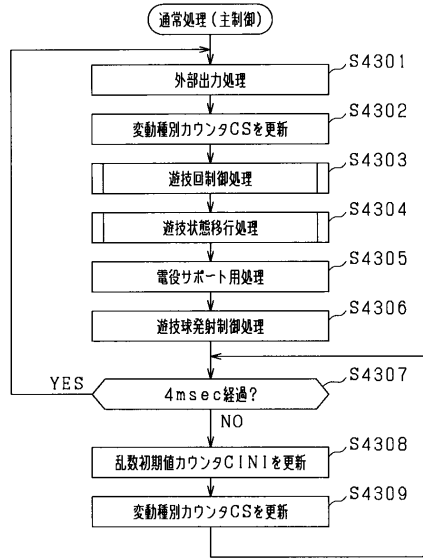 通常処理(主制御)
外部出力処理
S4301
変動種別カウンタCSを更新
S4302
遊技回制御処理
S4303
遊技状態移行処理
S4304
電役サポート用処理
S4305
遊技球発射制御処理
S4306
4msec経過?
S4307
YES
NO
乱数初期値カウンタCINIを更新
S4308
変動種別カウンタCSを更新
S4309